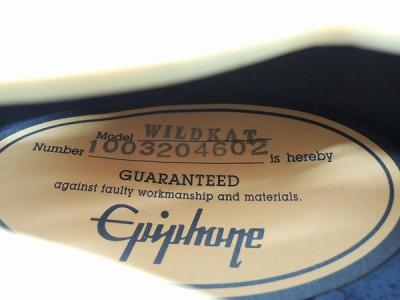 Model WILDKAT
Number 1003204602 is hereby
GUARANTEED
against faulty workmanship and materials.
Epiphone